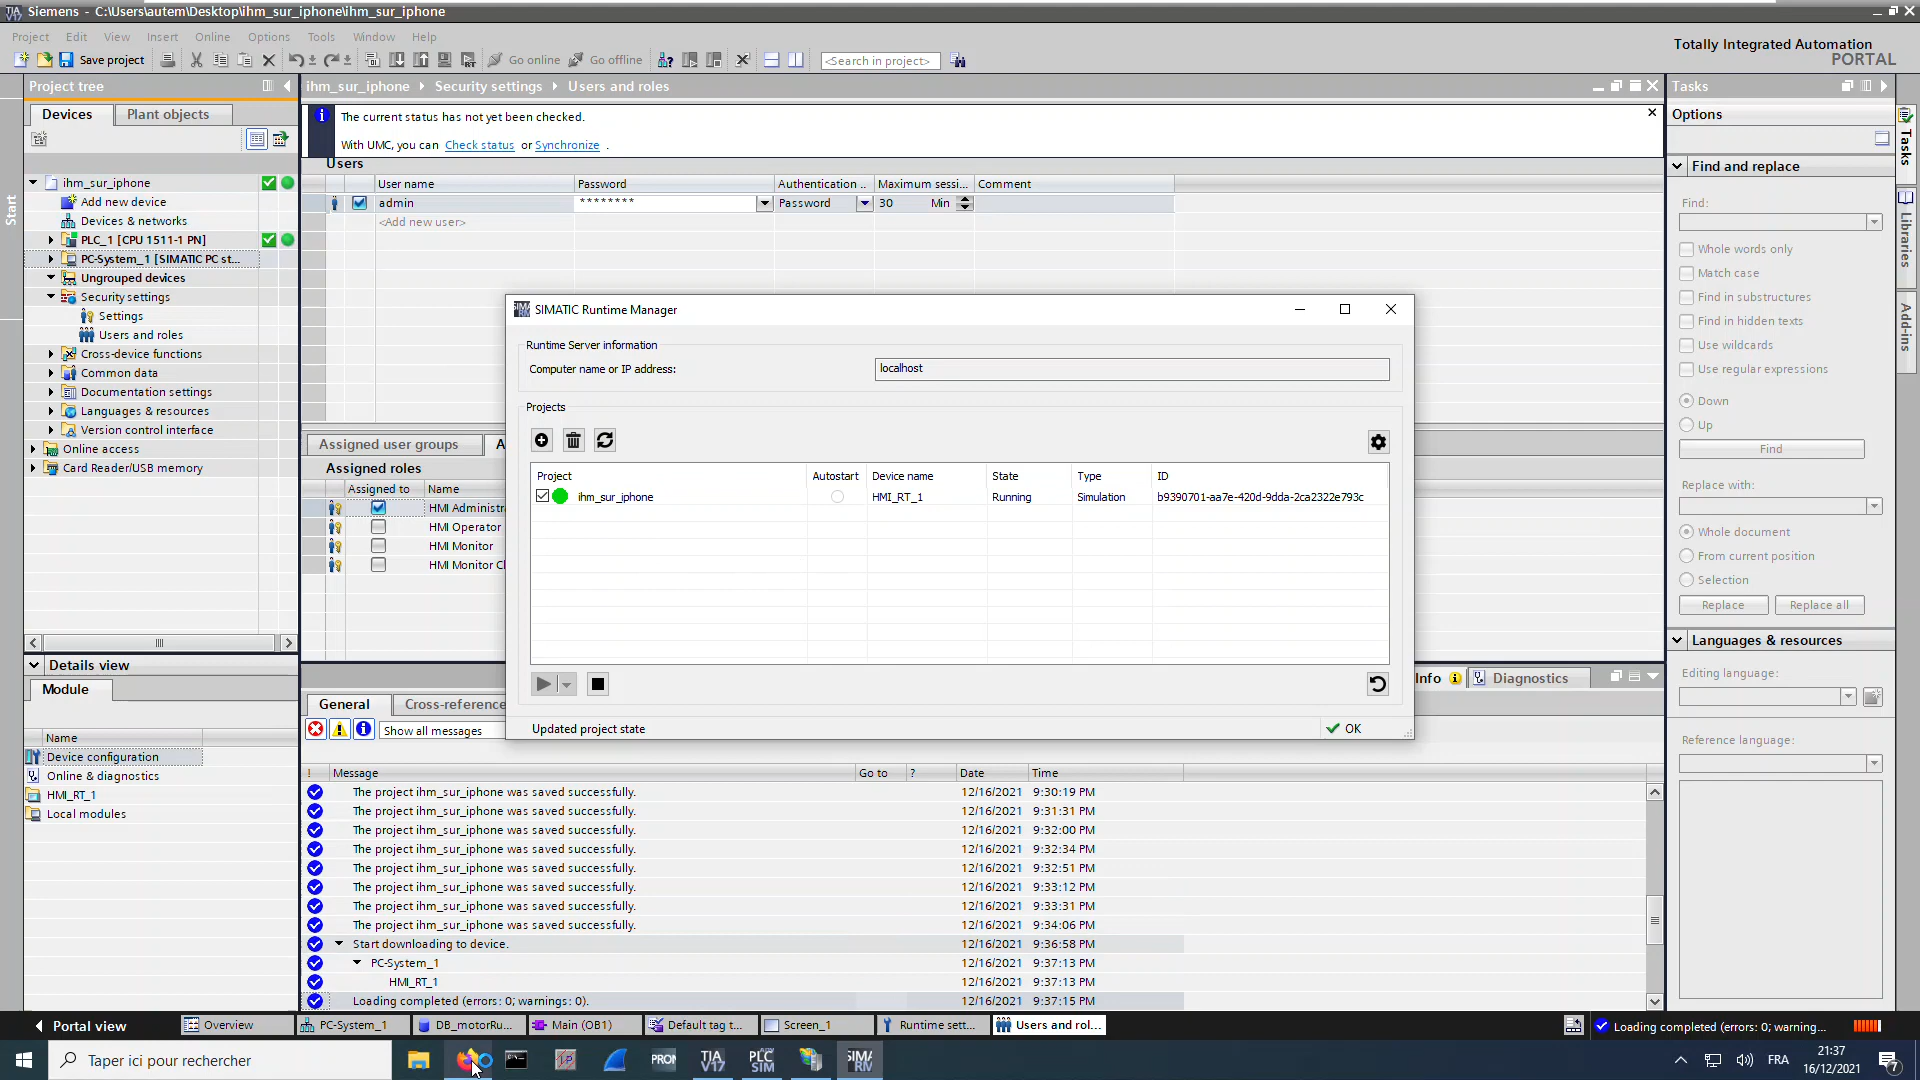 Siemens - C:\Users\autem\Desktop\ihm_sur_iphone\ihm_sur_iphone
Project Edit View Insert Online Options Tools Window Help
Save project
Go online
Go offline
<Search in project>
Totally Integrated Automation
PORTAL
Project tree
ihm_sur_iphone
Security settings
Users and roles
Tasks
Devices
Plant objects
The current status has not yet been checked.
With UMC, you can Check status or Synchronize .
Options
Start
Users
User name
Password
Authentication ..
Maximum sessi...
Comment
admin
********
Password
30 Min
<Add new user>
ihm_sur_iphone
Add new device
Devices & networks
PLC_1 [CPU 1511-1 PN]
PC-System_1 [SIMATIC PC st...
Ungrouped devices
Security settings
Settings
Users and roles
Cross-device functions
Common data
Documentation settings
Languages & resources
Version control interface
Online access
Card Reader/USB memory
SIMATIC Runtime Manager
Runtime Server information
Computer name or IP address:
localhost
Projects
Project
Autostart
Device name
State
Type
ID
ihm_sur_iphone
HMI_RT_1
Running
Simulation
b9390701-aa7e-420d-9dda-2ca2322e793c
Updated project state
OK
Assigned user groups
A
Assigned roles
Assigned to
Name
HMI Administra
HMI Operator
HMI Monitor
HMI Monitor Cl
Find and replace
Find:
Whole words only
Match case
Find in substructures
Find in hidden texts
Use wildcards
Use regular expressions
Down
Up
Find
Replace with:
Whole document
From current position
Selection
Replace
Replace all
Languages & resources
Editing language:
Reference language:
Tasks
Libraries
Add-ins
Details view
Module
Name
Device configuration
Online & diagnostics
HMI_RT_1
Local modules
Info
Diagnostics
General
Cross-reference
Show all messages
!
Message
Go to
?
Date
Time
The project ihm_sur_iphone was saved successfully. 12/16/2021 9:30:19 PM
The project ihm_sur_iphone was saved successfully. 12/16/2021 9:31:31 PM
The project ihm_sur_iphone was saved successfully. 12/16/2021 9:32:00 PM
The project ihm_sur_iphone was saved successfully. 12/16/2021 9:32:34 PM
The project ihm_sur_iphone was saved successfully. 12/16/2021 9:32:51 PM
The project ihm_sur_iphone was saved successfully. 12/16/2021 9:33:12 PM
The project ihm_sur_iphone was saved successfully. 12/16/2021 9:33:31 PM
The project ihm_sur_iphone was saved successfully. 12/16/2021 9:34:06 PM
Start downloading to device. 12/16/2021 9:36:58 PM
PC-System_1 12/16/2021 9:37:13 PM
HMI_RT_1 12/16/2021 9:37:13 PM
Loading completed (errors: 0; warnings: 0). 12/16/2021 9:37:15 PM
Portal view
Overview
PC-System_1
DB_motorRu...
Main (OB1)
Default tag t...
Screen_1
Runtime sett...
Users and rol...
Loading completed (errors: 0; warning...
Taper ici pour rechercher
PRON
TIA V17
PLC SIM
FRA
21:37
16/12/2021
7